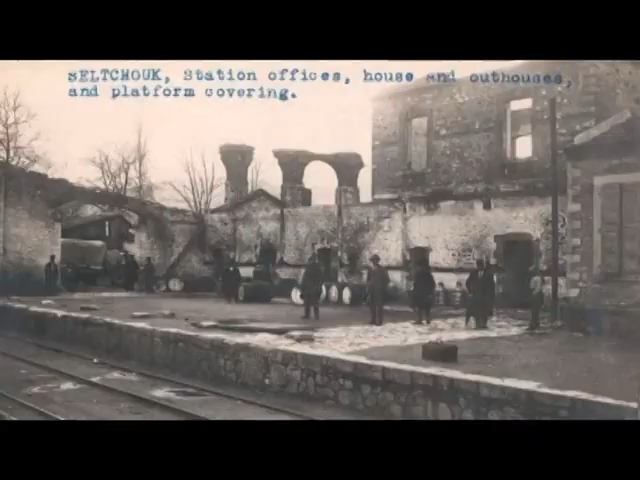 SELTCHOUK, Station offices, house and outhouses,
and platform covering.